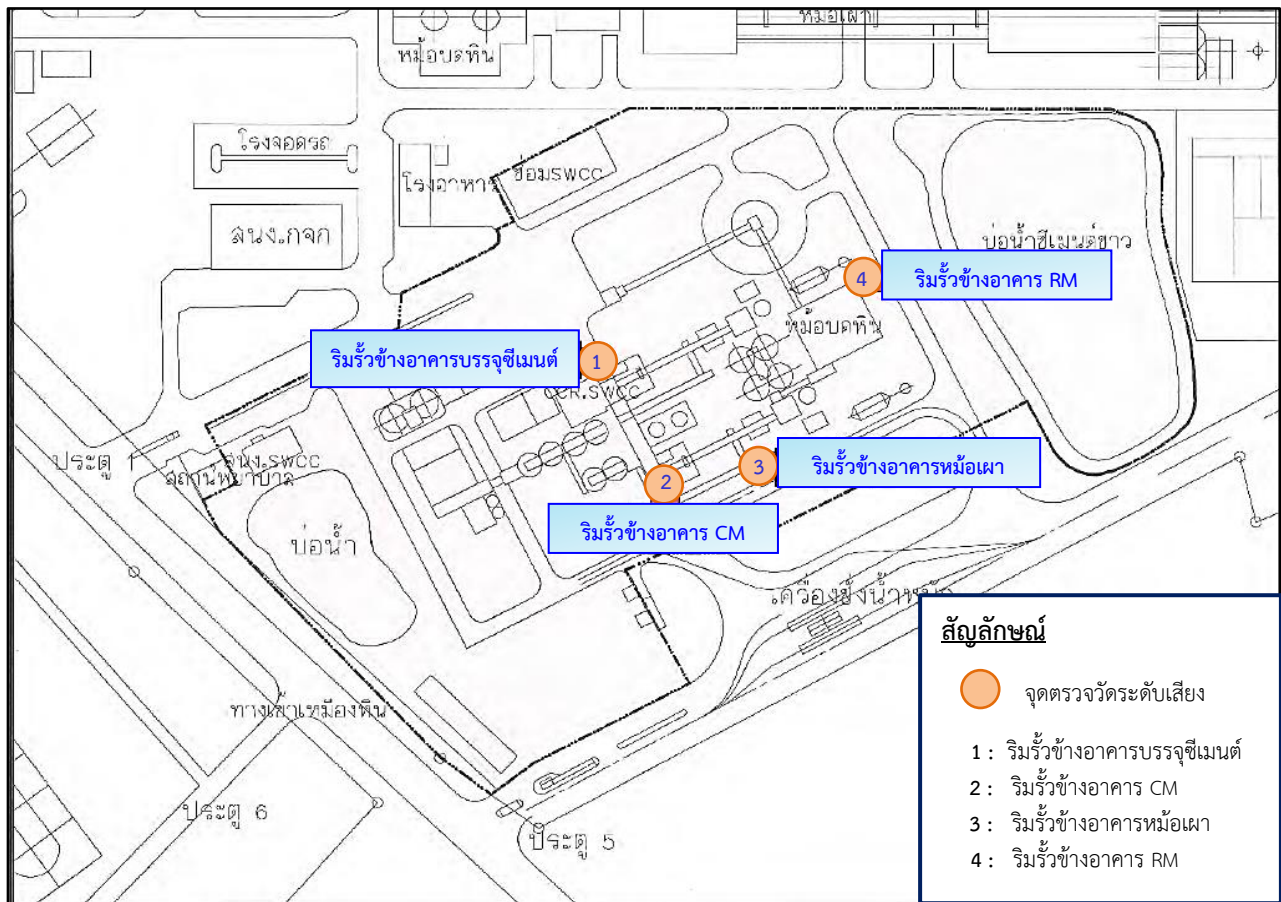 หม้อเผา
หม้อบดหิน
โรงจอดรถ
โรงอาหาร
ซ่อมSWCC
สนง.กจก
บ่อน้ำซีเมนต์ขาว
4
ริมรั้วข้างอาคาร RM
หม้อบดหิน
ริมรั้วข้างอาคารบรรจุซีเมนต์
1
CCR.SWCC
ประตู 1
สนง.SWCC
สถานพยาบาล
3
ริมรั้วข้างอาคารหม้อเผา
2
ริมรั้วข้างอาคาร CM
บ่อน้ำ
เครื่องชั่งน้ำหนัก
ทางเข้าเหมืองหิน
ประตู 6
ประตู 5
สัญลักษณ์
จุดตรวจวัดระดับเสียง
1 : ริมรั้วข้างอาคารบรรจุซีเมนต์
2 : ริมรั้วข้างอาคาร CM
3 : ริมรั้วข้างอาคารหม้อเผา
4 : ริมรั้วข้างอาคาร RM